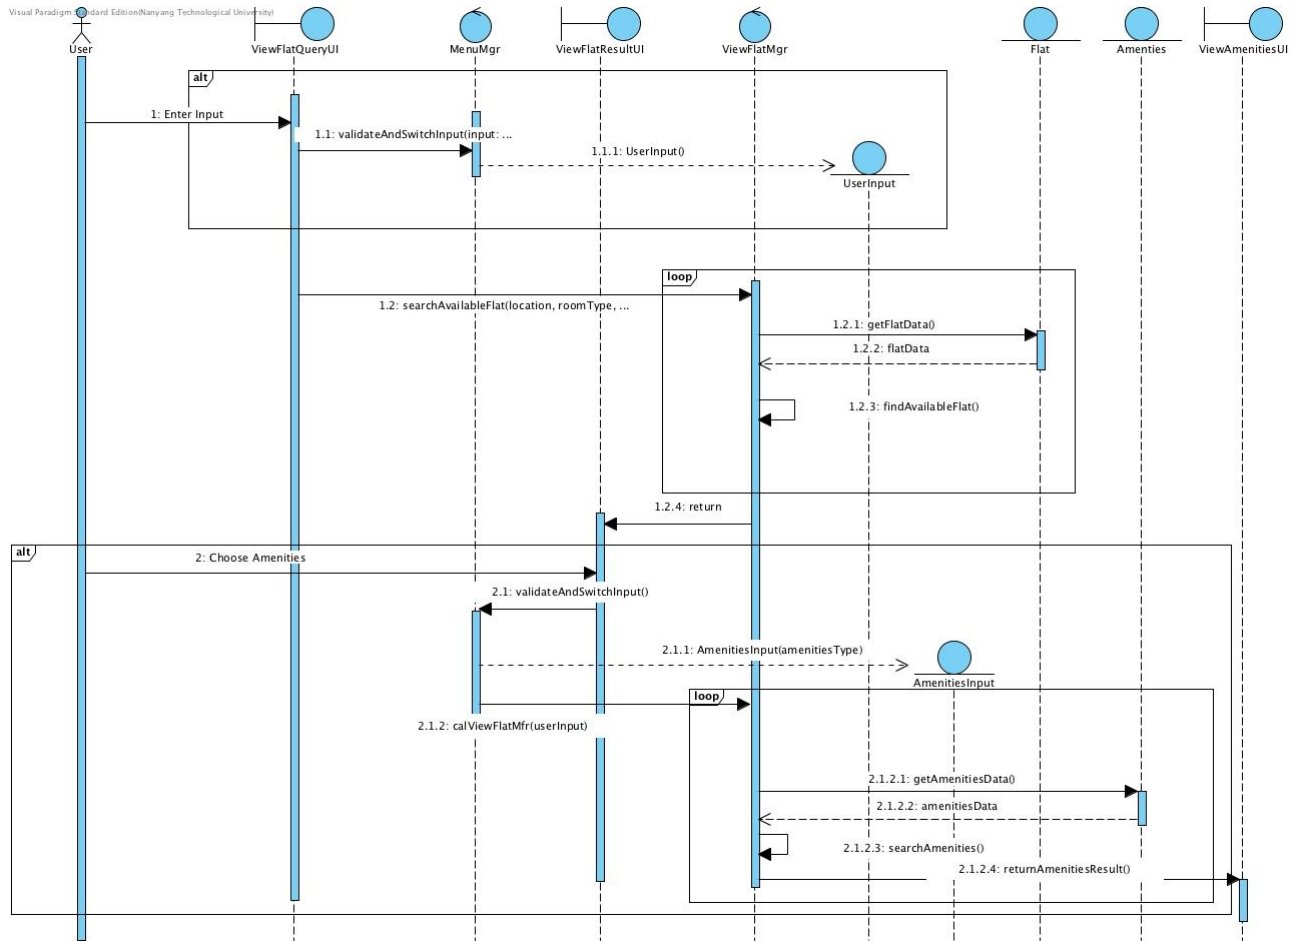 Visual Paradigm Standard Edition(Nanyang Technological University)
User
ViewFlatQueryUI
MenuMgr
ViewFlatResultUI
ViewFlatMgr
Flat
Amenties
ViewAmenitiesUI
alt
1: Enter Input
1.1: validateAndSwitchInput(input: ...
1.1.1: UserInput()
UserInput
loop
1.2: searchAvailableFlat(location, roomType, ...
1.2.1: getFlatData()
1.2.2: flatData
1.2.3: findAvailableFlat()
1.2.4: return
alt
2: Choose Amenities
2.1: validateAndSwitchInput()
2.1.1: AmenitiesInput(amenitiesType)
AmenitiesInput
loop
2.1.2: calViewFlatMfr(userInput)
2.1.2.1: getAmenitiesData()
2.1.2.2: amenitiesData
2.1.2.3: searchAmenities()
2.1.2.4: returnAmenitiesResult()